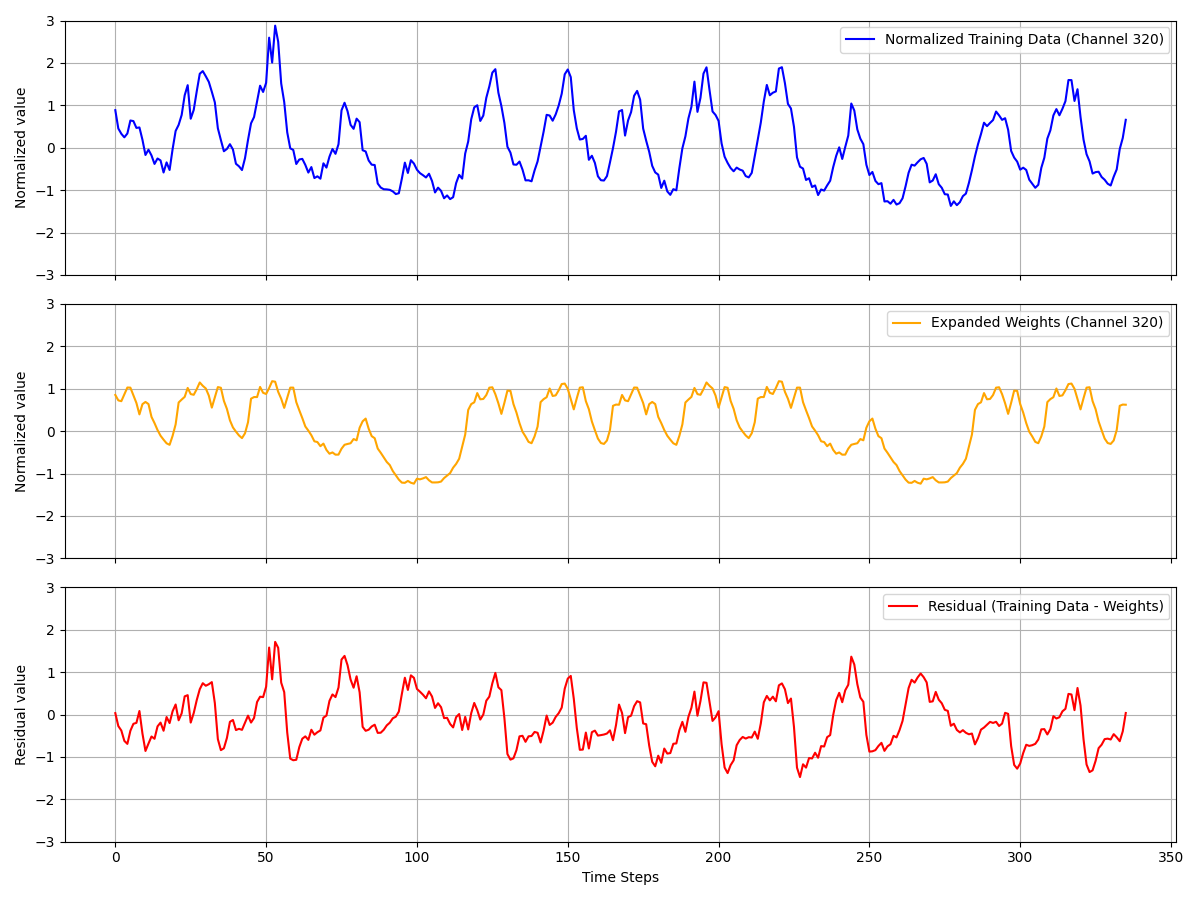 3
2
1
0
−1
−2
−3
Normalized value
Normalized Training Data (Channel 320)
3
2
1
0
−1
−2
−3
Normalized value
Expanded Weights (Channel 320)
3
2
1
0
−1
−2
−3
Residual value
Residual (Training Data - Weights)
0 50 100 150 200 250 300 350
Time Steps